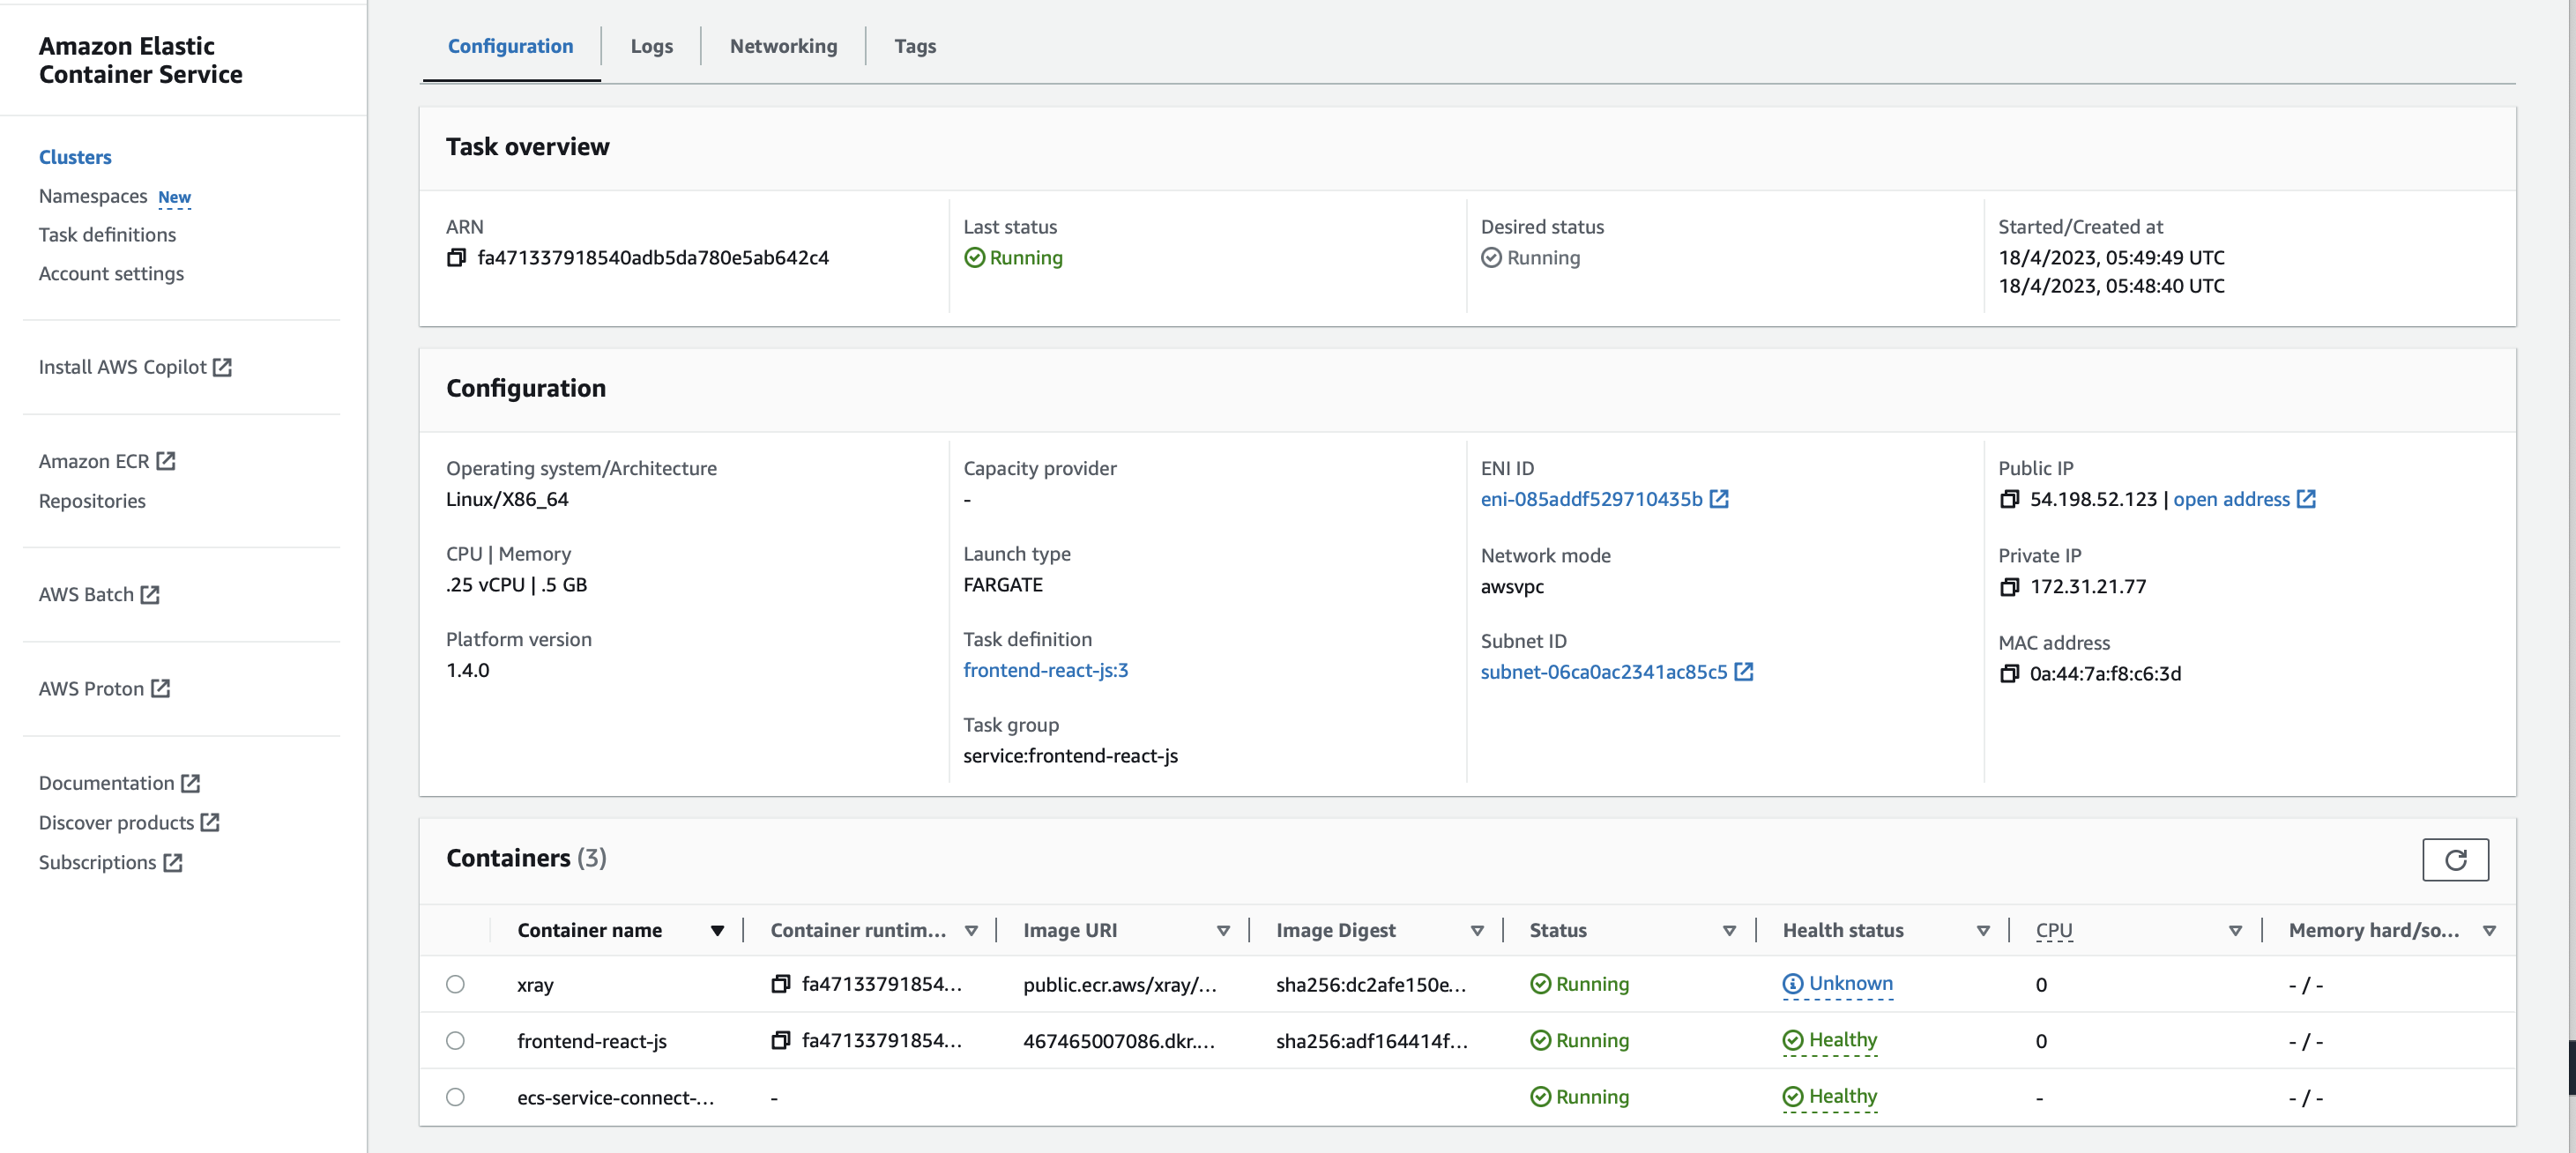 Amazon Elastic
Container Service
Clusters
Namespaces New
Task definitions
Account settings
Install AWS Copilot
Amazon ECR
Repositories
AWS Batch
AWS Proton
Documentation
Discover products
Subscriptions
Configuration Logs Networking Tags
Task overview
ARN
fa471337918540adb5da780e5ab642c4
Last status
Running
Desired status
Running
Started/Created at
18/4/2023, 05:49:49 UTC
18/4/2023, 05:48:40 UTC
Configuration
Operating system/Architecture
Linux/X86_64
CPU | Memory
.25 vCPU | .5 GB
Platform version
1.4.0
Capacity provider
-
Launch type
FARGATE
Task definition
frontend-react-js:3
Task group
service:frontend-react-js
ENI ID
eni-085addf529710435b
Network mode
awsvpc
Subnet ID
subnet-06ca0ac2341ac85c5
Public IP
54.198.52.123 | open address
Private IP
172.31.21.77
MAC address
0a:44:7a:f8:c6:3d
Containers (3)
Container name Container runtim... Image URI Image Digest Status Health status CPU Memory hard/so...
xray fa47133791854... public.ecr.aws/xray/... sha256:dc2afe150e... Running Unknown 0 - / -
frontend-react-js fa47133791854... 467465007086.dkr.... sha256:adf164414f... Running Healthy 0 - / -
ecs-service-connect-... - Running Healthy - - / -